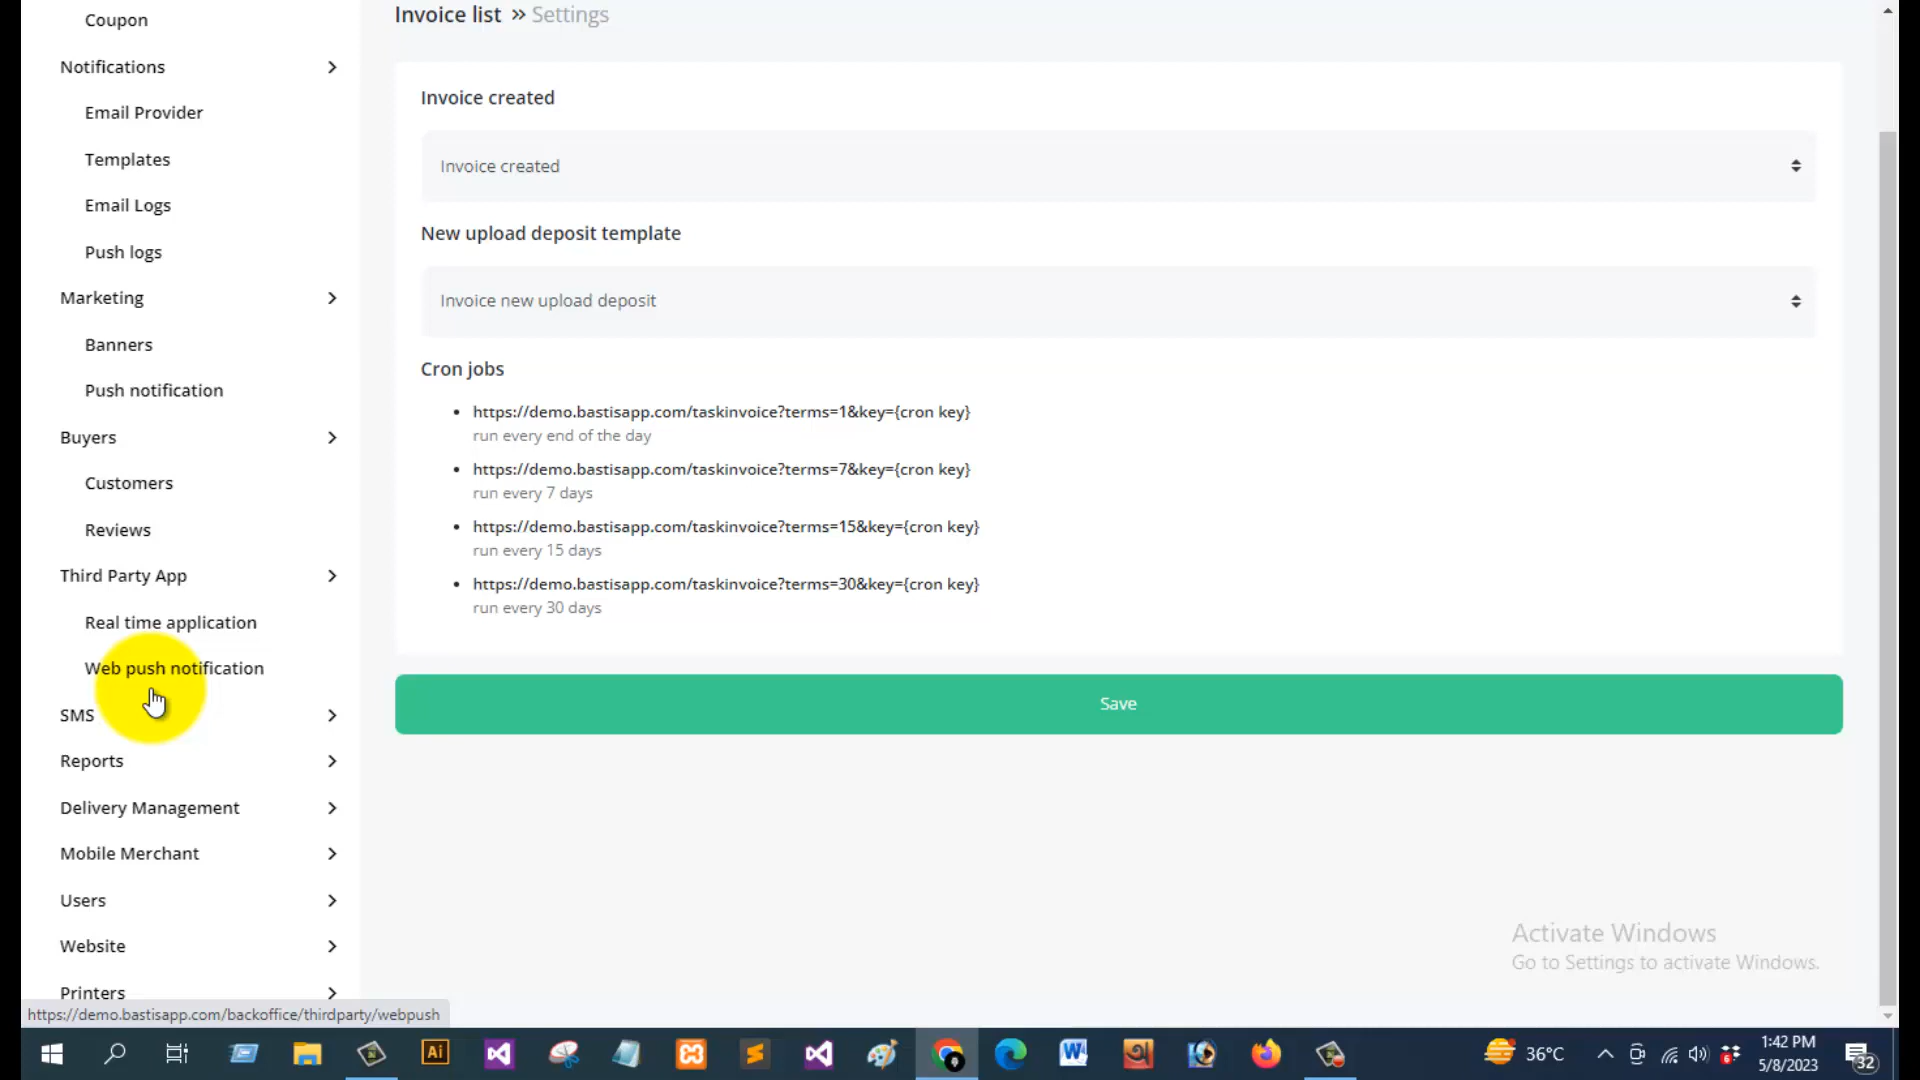 Coupon
Notifications
Email Provider
Templates
Email Logs
Push logs
Marketing
Banners
Push notification
Buyers
Customers
Reviews
Third Party App
Real time application
Web push notification
SMS
Reports
Delivery Management
Mobile Merchant
Users
Website
Printers
https://demo.bastisapp.com/backoffice/thirdparty/webpush
Invoice list » Settings
Invoice created
Invoice created
New upload deposit template
Invoice new upload deposit
Cron jobs
• https://demo.bastisapp.com/taskinvoice?terms=1&key={cron key}
run every end of the day
• https://demo.bastisapp.com/taskinvoice?terms=7&key={cron key}
run every 7 days
• https://demo.bastisapp.com/taskinvoice?terms=15&key={cron key}
run every 15 days
• https://demo.bastisapp.com/taskinvoice?terms=30&key={cron key}
run every 30 days
Save
Activate Windows
Go to Settings to activate Windows.
Ai
W
36°C
1:42 PM
5/8/2023
32